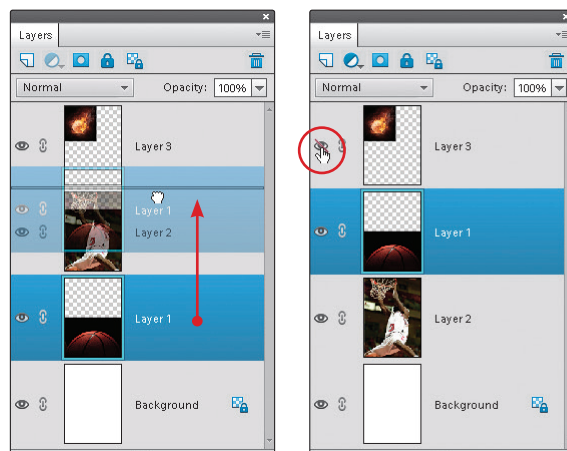 Layers
Normal Opacity: 100%
Layer 3
Layer 1
Layer 2
Layer 1
Background
Layers
Normal Opacity: 100%
Layer 3
Layer 1
Layer 2
Background